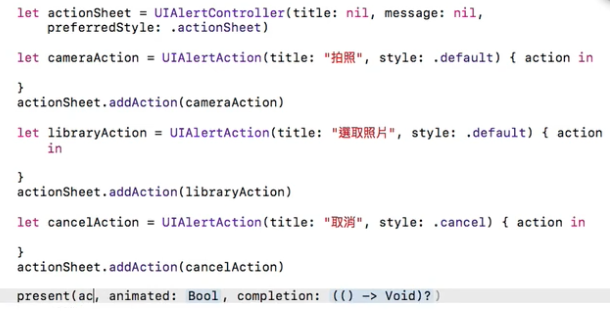 let actionSheet = UIAlertController(title: nil, message: nil,
preferredStyle: .actionSheet)
let cameraAction = UIAlertAction(title: "拍照", style: .default) { action in
}
actionSheet.addAction(cameraAction)
let libraryAction = UIAlertAction(title: "選取照片", style: .default) { action
in
}
actionSheet.addAction(libraryAction)
let cancelAction = UIAlertAction(title: "取消", style: .cancel) { action in
}
actionSheet.addAction(cancelAction)
present(ac, animated: Bool, completion: (() -> Void)?)